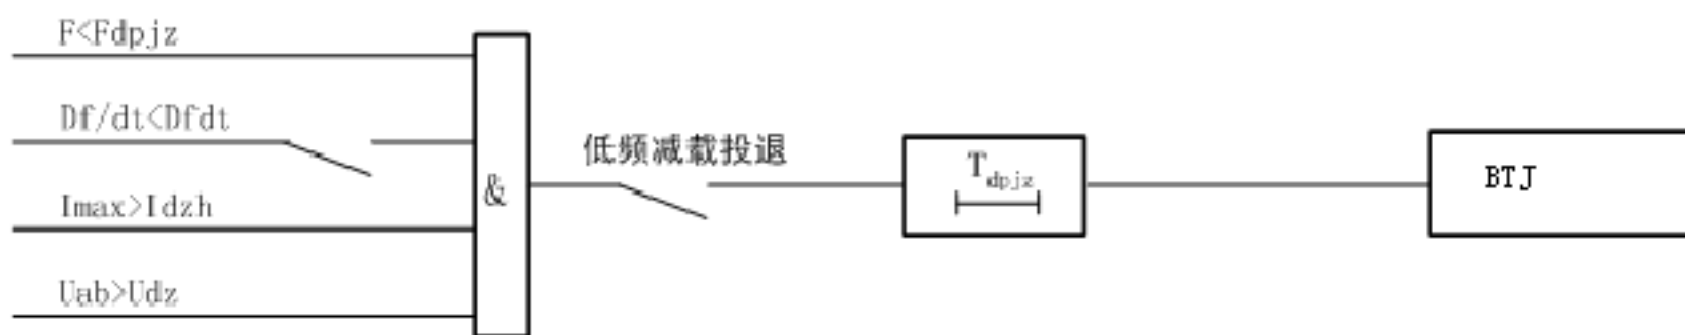 F<Fdpjz
Df/dt<Dfdt
Imax>Idzh
Uab>Udz
&
低频减载投退
Tdpjz
BTJ